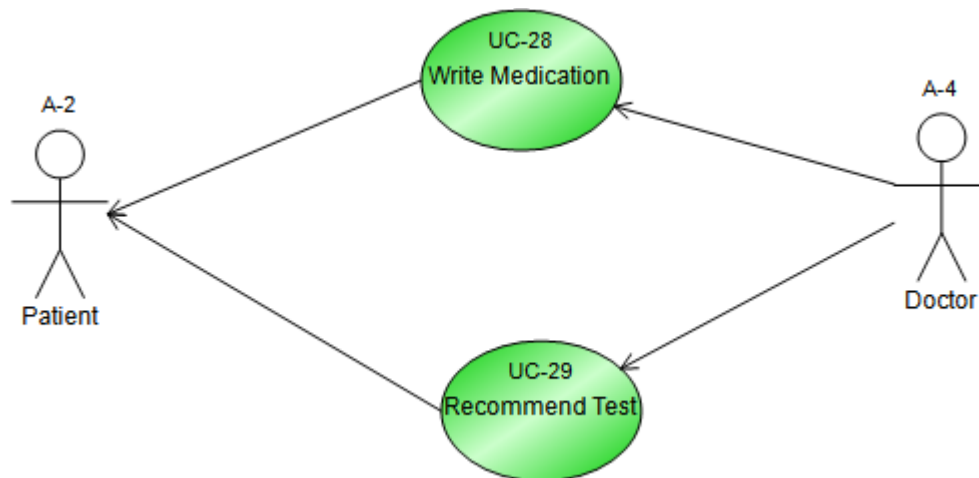 UC-28
Write Medication
A-2
Patient
A-4
Doctor
UC-29
Recommend Test